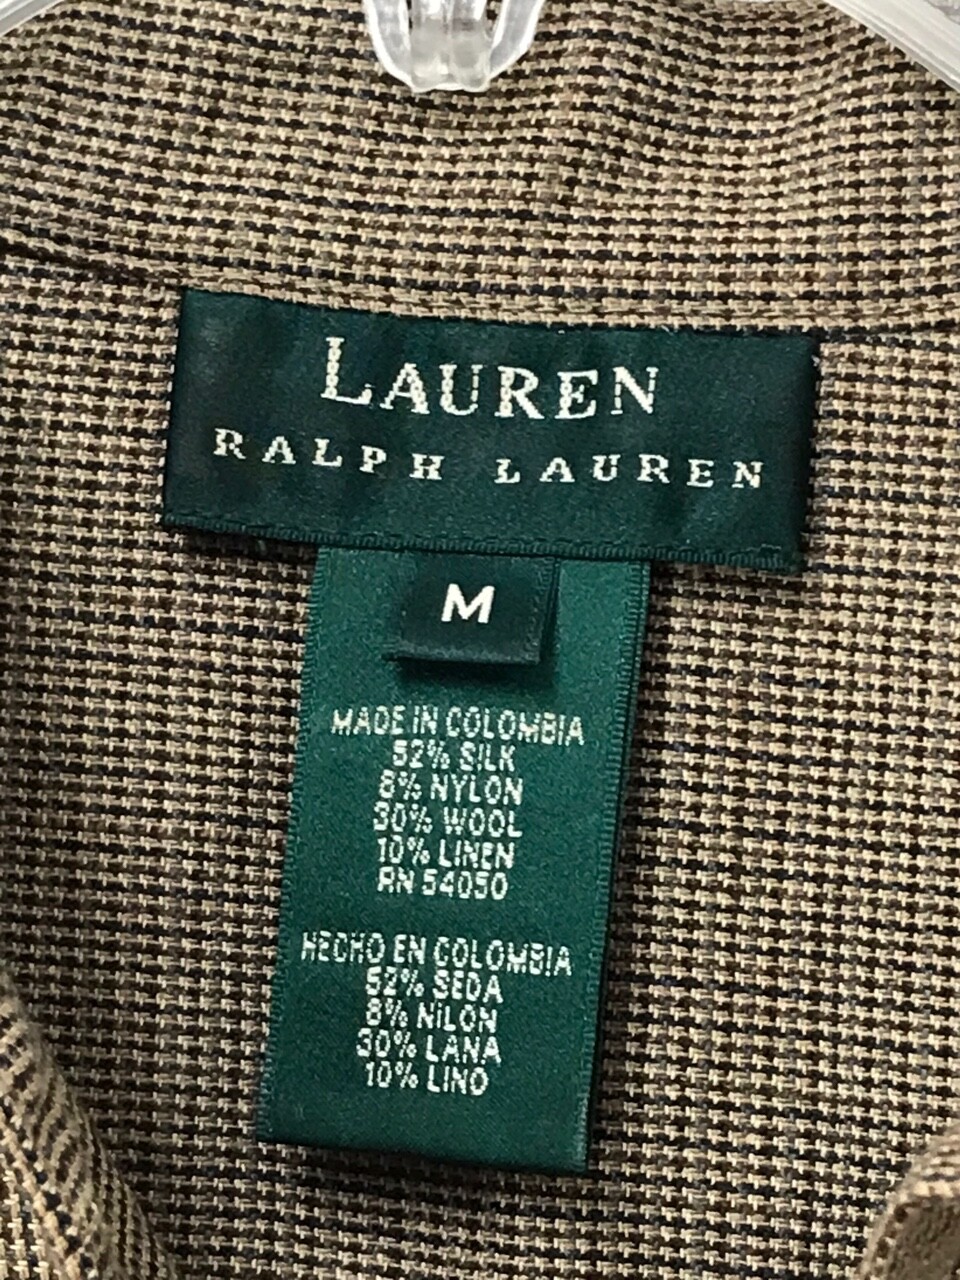 LAUREN
RALPH LAUREN
M
MADE IN COLOMBIA
52% SILK
8% NYLON
30% WOOL
10% LINEN
RN 54050
HECHO EN COLOMBIA
52% SEDA
8% NiLON
30% LANA
10% LINO